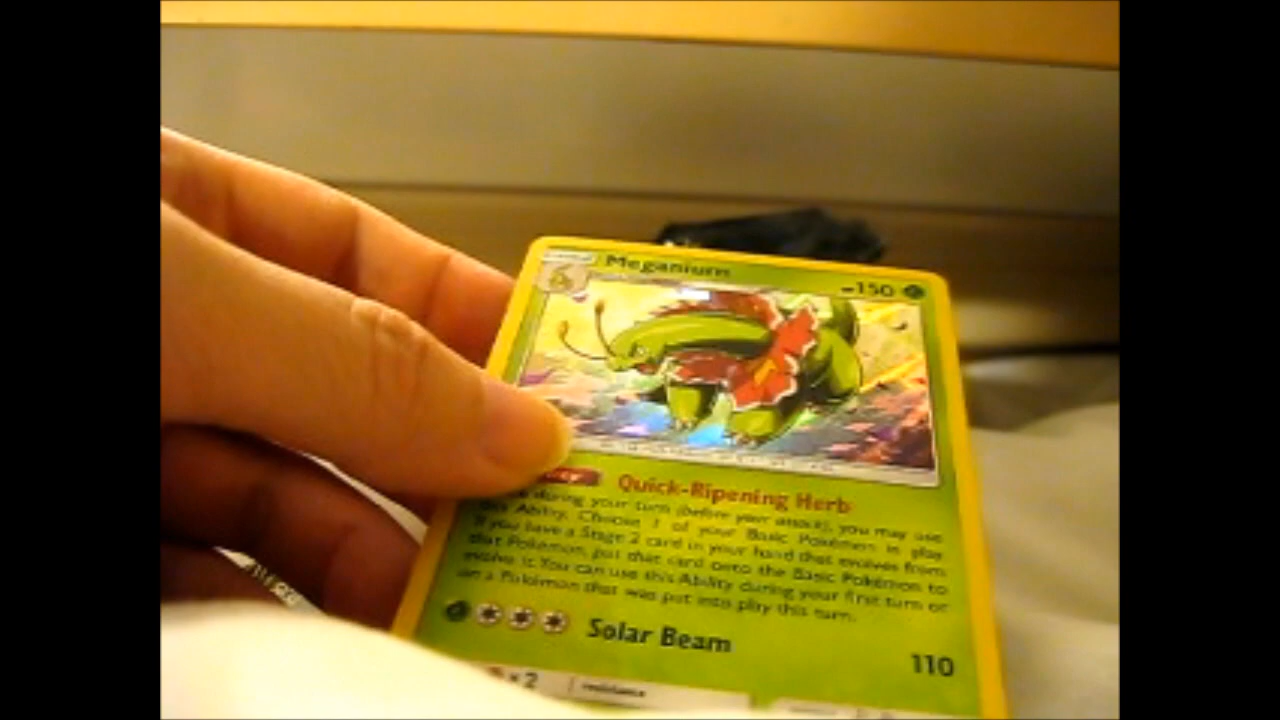 Meganium
150
Quick-Ripening Herb
during your turn (before your attack), you may use
this Ability. Choose 1 of your Basic Pokémon in play.
If you have a Stage 2 card in your hand that evolves from
that Pokémon, put that card onto the Basic Pokémon to
evolve it. You can use this Ability during your first turn or
on a Pokémon that was put into play this turn.
Solar Beam
110
×2
resistance